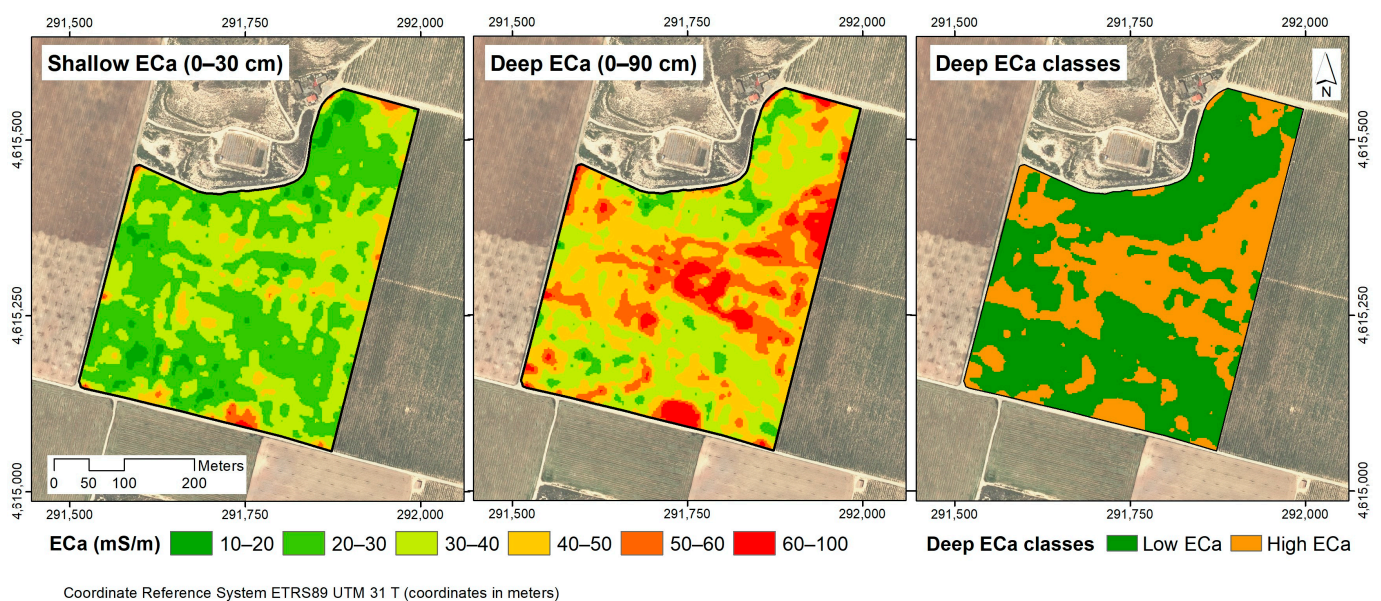 291,500 291,750 292,000 291,500 291,750 292,000 291,500 291,750 292,000
Shallow ECa (0–30 cm)
Deep ECa (0–90 cm)
Deep ECa classes
N
4,615,500
4,615,250
4,615,000
4,615,500
4,615,250
4,615,000
Meters
0 50 100 200
291,500 291,750 292,000 291,500 291,750 292,000 291,500 291,750 292,000
ECa (mS/m) 10–20 20–30 30–40 40–50 50–60 60–100
Deep ECa classes Low ECa High ECa
Coordinate Reference System ETRS89 UTM 31 T (coordinates in meters)